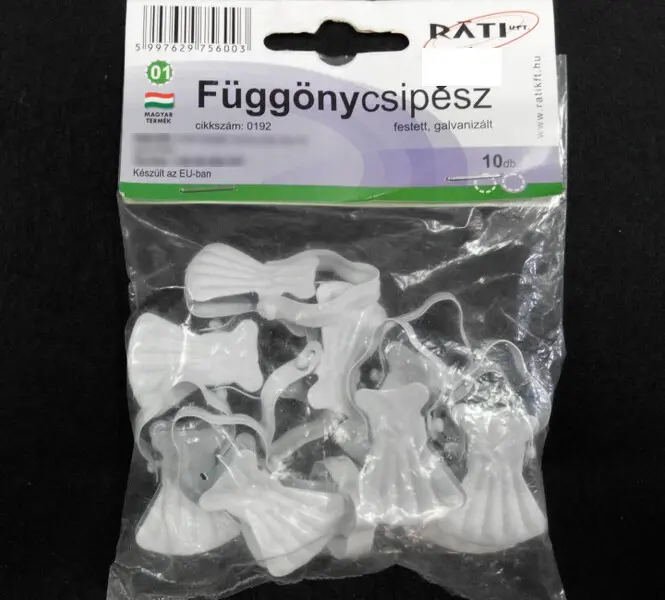 5 997629 756003
RĀTI KFT.
01
MAGYAR
TERMÉK
Függönycsipesz
cikkszám: 0192
festett, galvanizált
Készült az EU-ban
10db
www.ratikft.hu